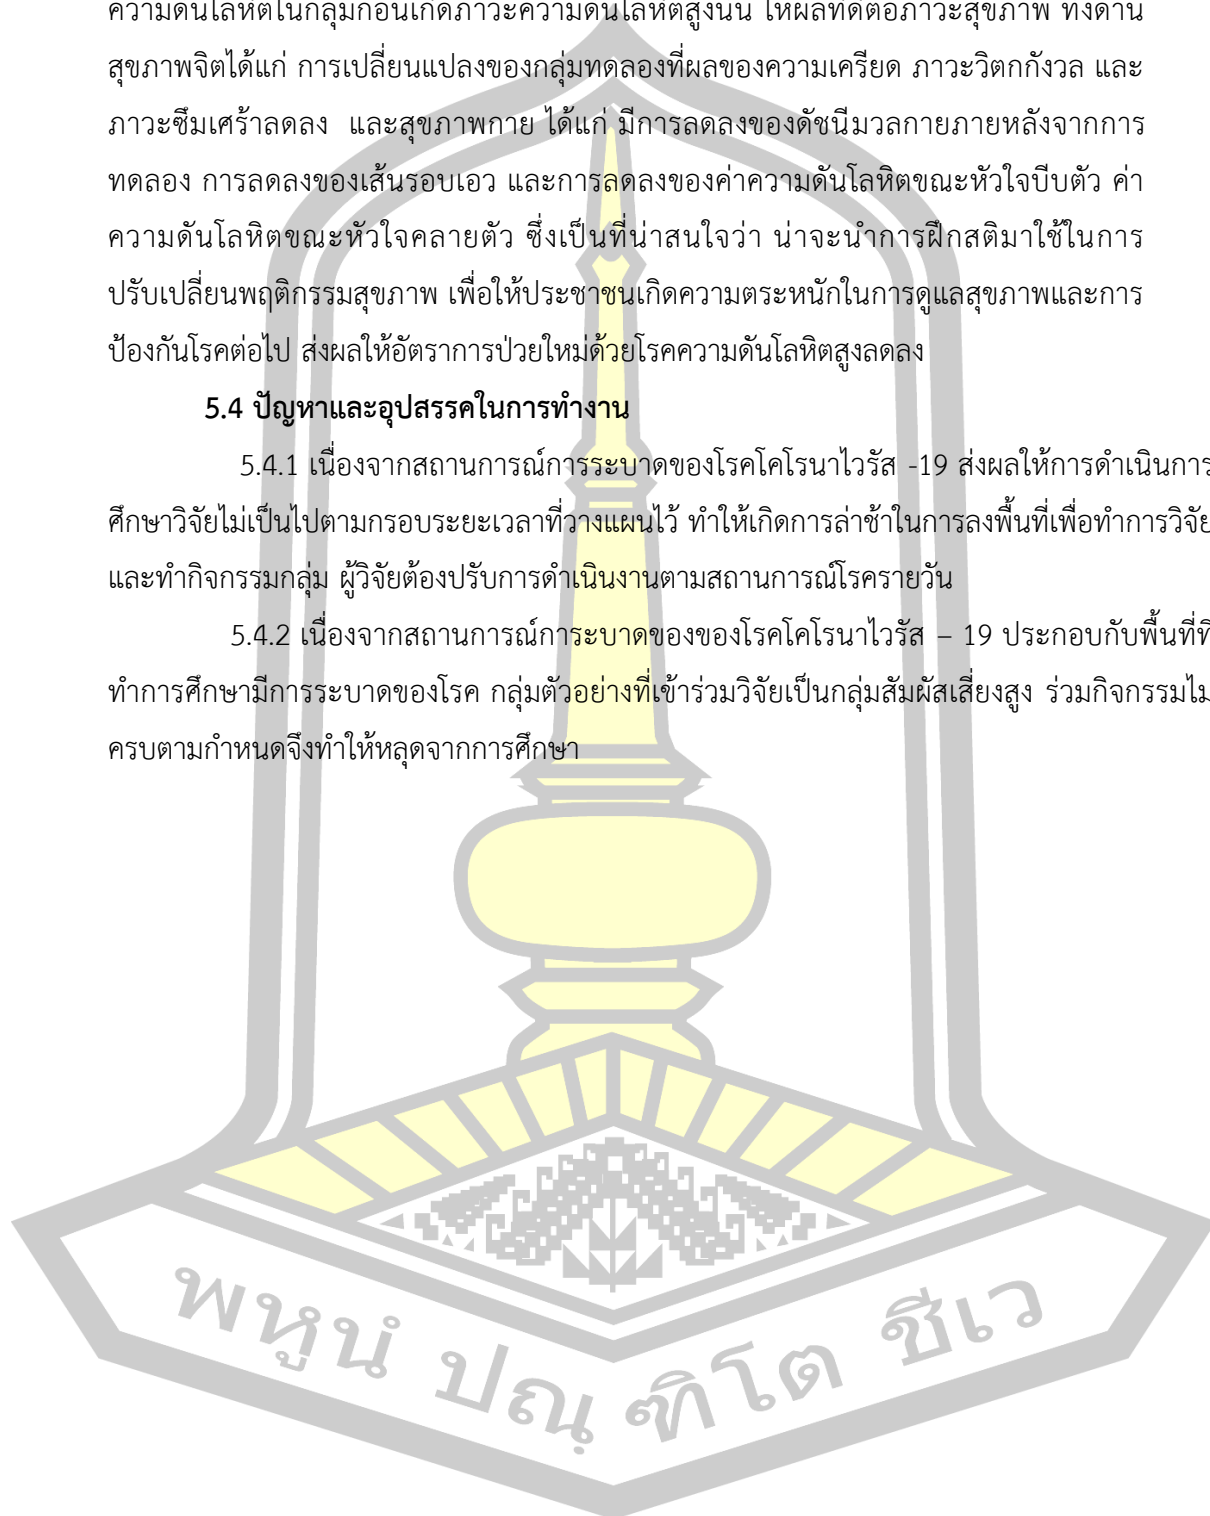 ความดันโลหิตในกลุ่มก่อนเกิดภาวะความดันโลหิตสูงนั้น ให้ผลที่ดีต่อภาวะสุขภาพ ทั้งด้าน
สุขภาพจิตได้แก่ การเปลี่ยนแปลงของกลุ่มทดลองที่ผลของความเครียด ภาวะวิตกกังวล และ
ภาวะซึมเศร้าลดลง และสุขภาพกาย ได้แก่ มีการลดลงของดัชนีมวลกายภายหลังจากการ
ทดลอง การลดลงของเส้นรอบเอว และการลดลงของค่าความดันโลหิตขณะหัวใจบีบตัว ค่า
ความดันโลหิตขณะหัวใจคลายตัว ซึ่งเป็นที่น่าสนใจว่า น่าจะนำการฝึกสติมาใช้ในการ
ปรับเปลี่ยนพฤติกรรมสุขภาพ เพื่อให้ประชาชนเกิดความตระหนักในการดูแลสุขภาพและการ
ป้องกันโรคต่อไป ส่งผลให้อัตราการป่วยใหม่ด้วยโรคความดันโลหิตสูงลดลง
5.4 ปัญหาและอุปสรรคในการทำงาน
5.4.1 เนื่องจากสถานการณ์การระบาดของโรคโคโรนาไวรัส -19 ส่งผลให้การดำเนินการ
ศึกษาวิจัยไม่เป็นไปตามกรอบระยะเวลาที่วางแผนไว้ ทำให้เกิดการล่าช้าในการลงพื้นที่เพื่อทำการวิจัย
และทำกิจกรรมกลุ่ม ผู้วิจัยต้องปรับการดำเนินงานตามสถานการณ์โรครายวัน
5.4.2 เนื่องจากสถานการณ์การะบาดของของโรคโคโรนาไวรัส – 19 ประกอบกับพื้นที่ที่
ทำการศึกษามีการระบาดของโรค กลุ่มตัวอย่างที่เข้าร่วมวิจัยเป็นกลุ่มสัมผัสเสี่ยงสูง ร่วมกิจกรรมไม่
ครบตามกำหนดจึงทำให้หลุดจากการศึกษา
พหูนํ ปณฺ ฑิโต ชีเว